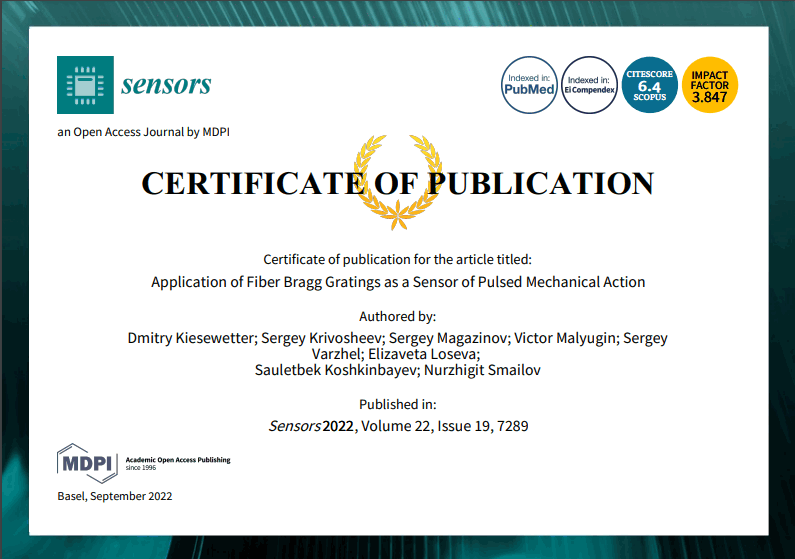 sensors
an Open Access Journal by MDPI
Indexed in:
PubMed
Indexed in:
Ei Compendex
CITESCORE
6.4
SCOPUS
IMPACT
FACTOR
3.847
CERTIFICATE OF PUBLICATION
Certificate of publication for the article titled:
Application of Fiber Bragg Gratings as a Sensor of Pulsed Mechanical Action
Authored by:
Dmitry Kiesewetter; Sergey Krivosheev; Sergey Magazinov; Victor Malyugin; Sergey
Varzhel; Elizaveta Loseva;
Sauletbek Koshkinbayev; Nurzhigit Smailov
Published in:
Sensors 2022, Volume 22, Issue 19, 7289
MDPI
Academic Open Access Publishing
since 1996
Basel, September 2022